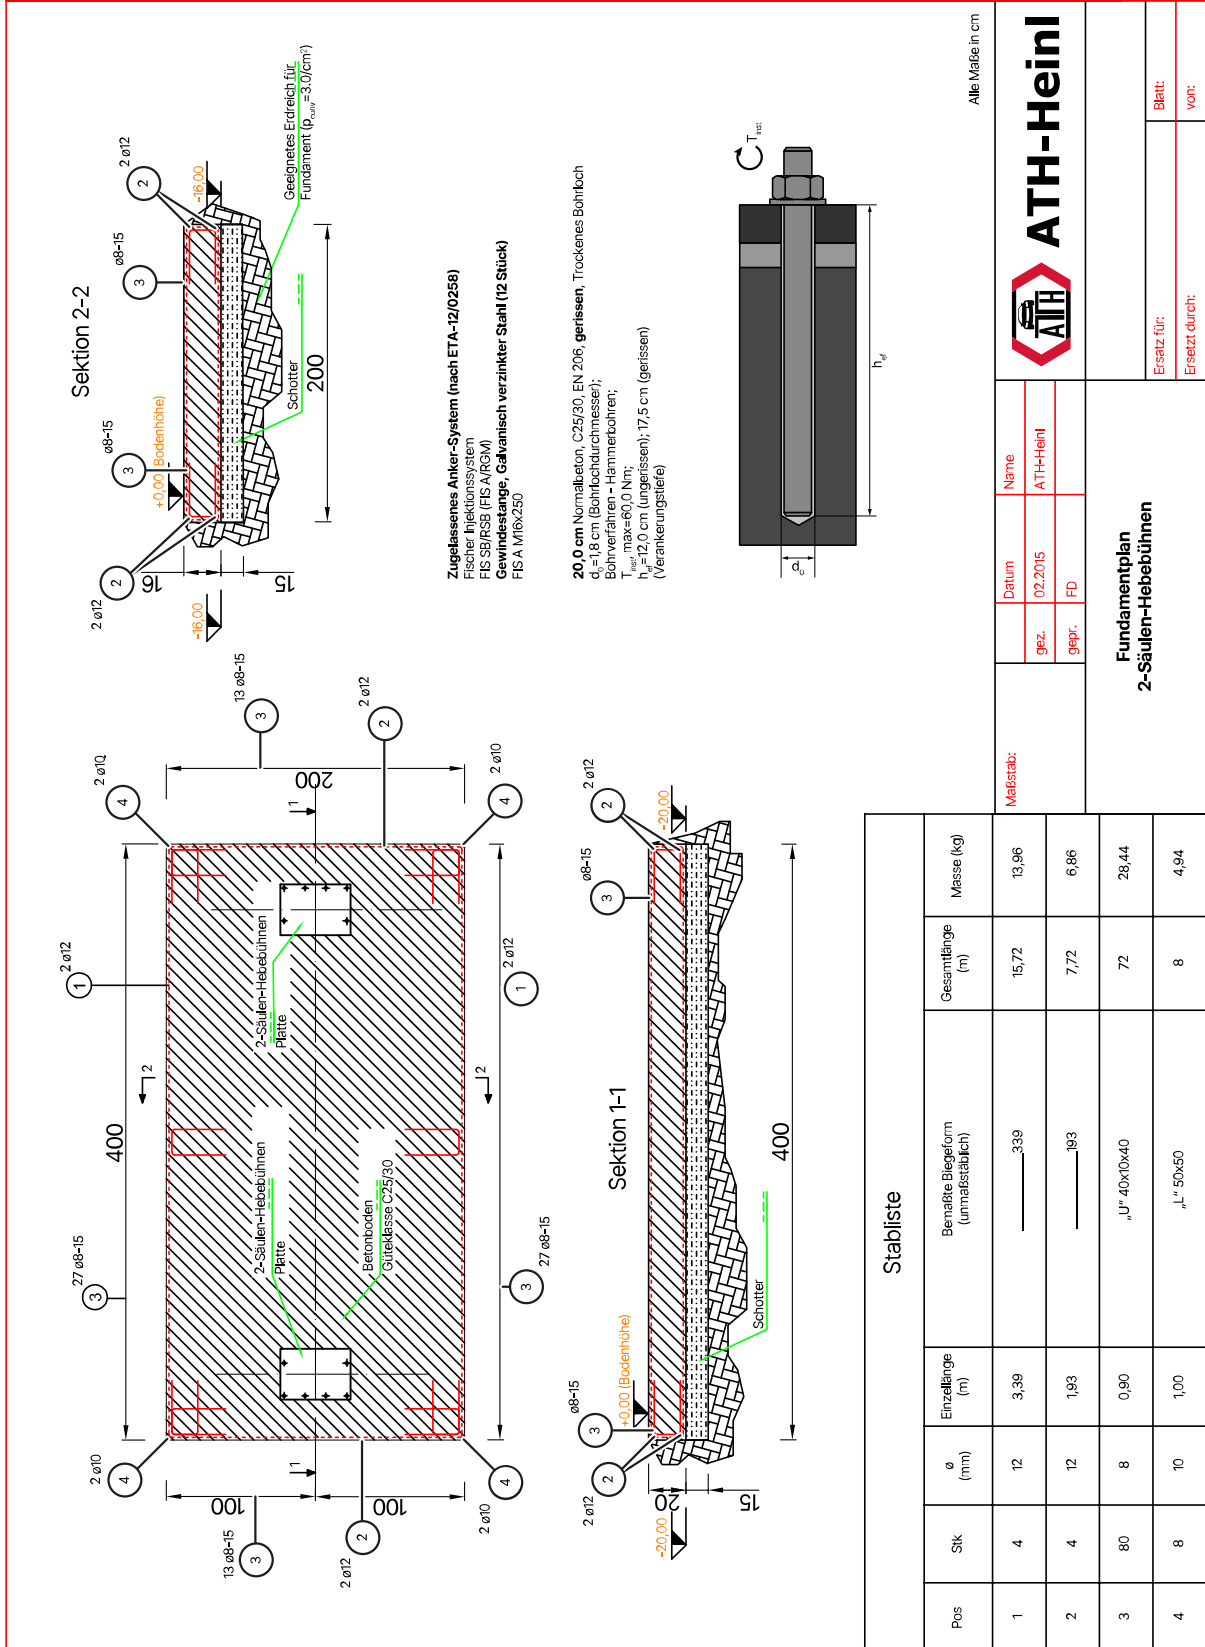 2 ø10
27 ø8-15
3
1
2 ø12
2 ø10
4
4
400
100
100
13 ø8-15
3
2 ø12
2
2-Säulen-Hebebühnen
Platte
2-Säulen-Hebebühnen
Platte
Betonboden
Güteklasse C25/30
1
1
2
2
200
13 ø8-15
3
2 ø12
2
4
2 ø10
27 ø8-15
3
1
2 ø12
4
2 ø10
Sektion 2-2
2 ø12
2
3
ø8-15
3
ø8-15
2
2 ø12
+0,00 (Bodenhöhe)
-16,00
-16,00
16
15
200
Schotter
Geeignetes Erdreich für
Fundament (p =3.0/cm²)
Sektion 1-1
2 ø12
2
3
ø8-15
3
ø8-15
2
2 ø12
+0,00 (Bodenhöhe)
-20,00
-20,00
20
15
400
Schotter
Zugelassenes Anker-System (nach ETA-12/0258)
Fischer Injektionssystem
FIS SB/RSB (FIS A/RGM)
Gewindestange, Galvanisch verzinkter Stahl (12 Stück)
FIS A M16x250
20,0 cm Normalbeton, C25/30, EN 206, gerissen, Trockenes Bohrloch
d₀=1,8 cm (Bohrlochdurchmesser);
Bohrverfahren - Hammerbohren;
Tinst, max=60,0 Nm;
hef=12,0 cm (ungerissen); 17,5 cm (gerissen)
(Verankerungstiefe)
d₀
hef
Tinst
Alle Maße in cm
Stabliste
Pos Stk ø (mm) Einzellänge (m) Bemaßte Biegeform (unmaßstäblich) Gesamtlänge (m) Masse (kg)
1 4 12 3,39 339 15,72 13,96
2 4 12 1,93 193 7,72 6,86
3 80 8 0,90 „U“ 40x10x40 72 28,44
4 8 10 1,00 „L“ 50x50 8 4,94
Maßstab:
Datum Name
gez. 02.2015 ATH-Heinl
gepr. FD
Fundamentplan
2-Säulen-Hebebühnen
ATH
ATH-Heinl
Ersatz für:
Ersetzt durch:
Blatt:
von: